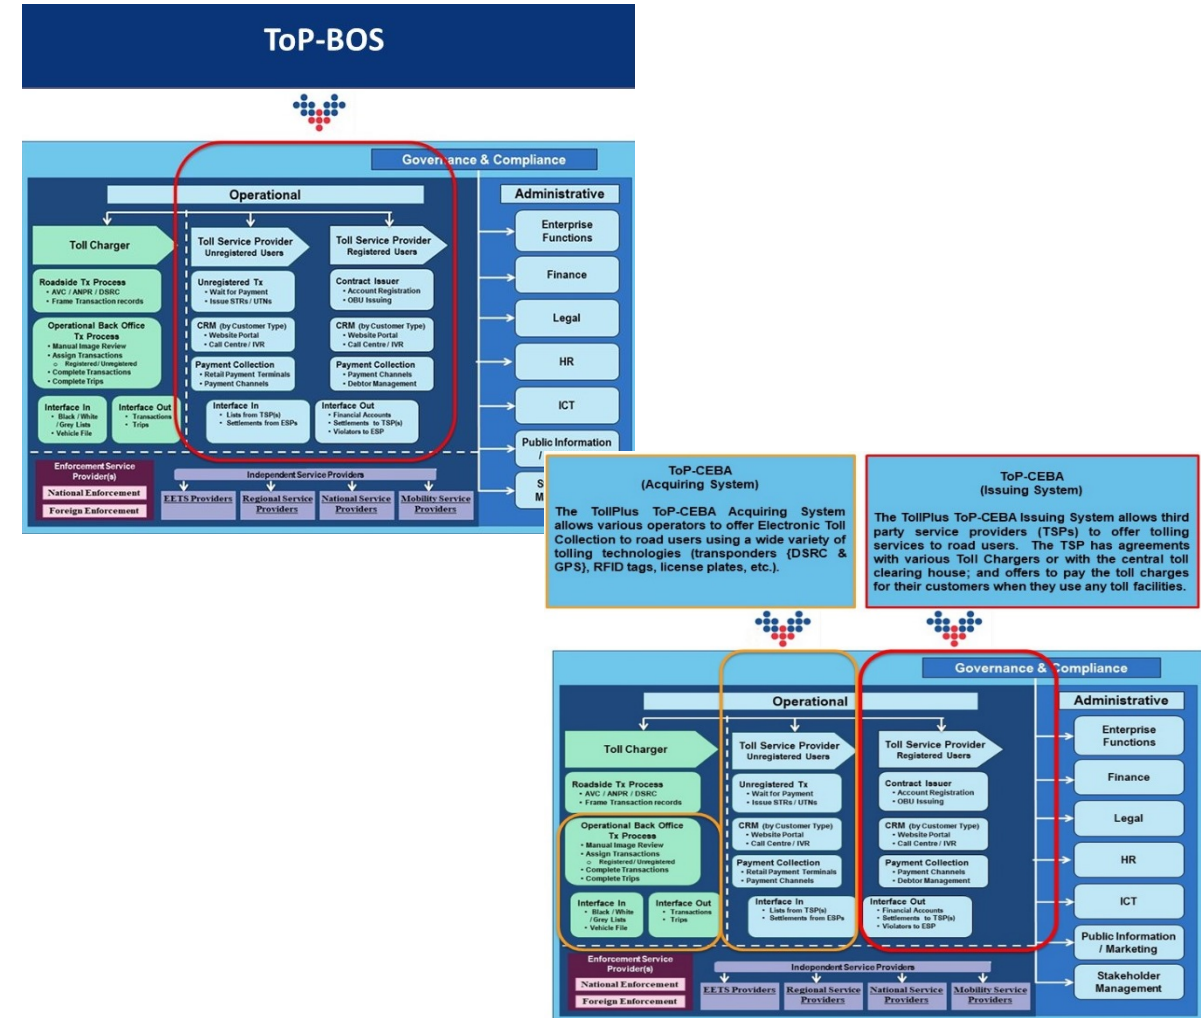 ToP-BOS
Governance & Compliance
Operational
Administrative
Toll Charger
Toll Service Provider
Unregistered Users
Toll Service Provider
Registered Users
Roadside Tx Process
• AVC / ANPR / DSRC
• Frame Transaction records
Operational Back Office
Tx Process
• Manual Image Review
• Assign Transactions
o Registered / Unregistered
• Complete Transactions
• Complete Trips
Interface In
• Black / White
/ Grey Lists
• Vehicle File
Interface Out
• Transactions
• Trips
Unregistered Tx
• Wait for Payment
• Issue STRs / UTNs
CRM (by Customer Type)
• Website Portal
• Call Centre / IVR
Payment Collection
• Retail Payment Terminals
• Payment Channels
Interface In
• Lists from TSP(s)
• Settlements from ESPs
Contract Issuer
• Account Registration
• OBU Issuing
CRM (by Customer Type)
• Website Portal
• Call Centre / IVR
Payment Collection
• Payment Channels
• Debtor Management
Interface Out
• Financial Accounts
• Settlements to TSP(s)
• Violators to ESP
Enterprise
Functions
Finance
Legal
HR
ICT
Public Information
/
S
M
Enforcement Service
Provider(s)
National Enforcement
Foreign Enforcement
Independent Service Providers
EETS Providers
Regional Service
Providers
National Service
Providers
Mobility Service
Providers
ToP-CEBA
(Acquiring System)
The TollPlus ToP-CEBA Acquiring System
allows various operators to offer Electronic Toll
Collection to road users using a wide variety of
tolling technologies (transponders {DSRC &
GPS}, RFID tags, license plates, etc.).
ToP-CEBA
(Issuing System)
The TollPlus ToP-CEBA Issuing System allows third
party service providers (TSPs) to offer tolling
services to road users. The TSP has agreements
with various Toll Chargers or with the central toll
clearing house; and offers to pay the toll charges
for their customers when they use any toll facilities.
Governance & Compliance
Operational
Administrative
Toll Charger
Toll Service Provider
Unregistered Users
Toll Service Provider
Registered Users
Roadside Tx Process
• AVC / ANPR / DSRC
• Frame Transaction records
Operational Back Office
Tx Process
• Manual Image Review
• Assign Transactions
o Registered / Unregistered
• Complete Transactions
• Complete Trips
Interface In
• Black / White
/ Grey Lists
• Vehicle File
Interface Out
• Transactions
• Trips
Unregistered Tx
• Wait for Payment
• Issue STRs / UTNs
CRM (by Customer Type)
• Website Portal
• Call Centre / IVR
Payment Collection
• Retail Payment Terminals
• Payment Channels
Interface In
• Lists from TSP(s)
• Settlements from ESPs
Contract Issuer
• Account Registration
• OBU Issuing
CRM (by Customer Type)
• Website Portal
• Call Centre / IVR
Payment Collection
• Payment Channels
• Debtor Management
Interface Out
• Financial Accounts
• Settlements to TSP(s)
• Violators to ESP
Enterprise
Functions
Finance
Legal
HR
ICT
Public Information
/ Marketing
Stakeholder
Management
Enforcement Service
Provider(s)
National Enforcement
Foreign Enforcement
Independent Service Providers
EETS Providers
Regional Service
Providers
National Service
Providers
Mobility Service
Providers